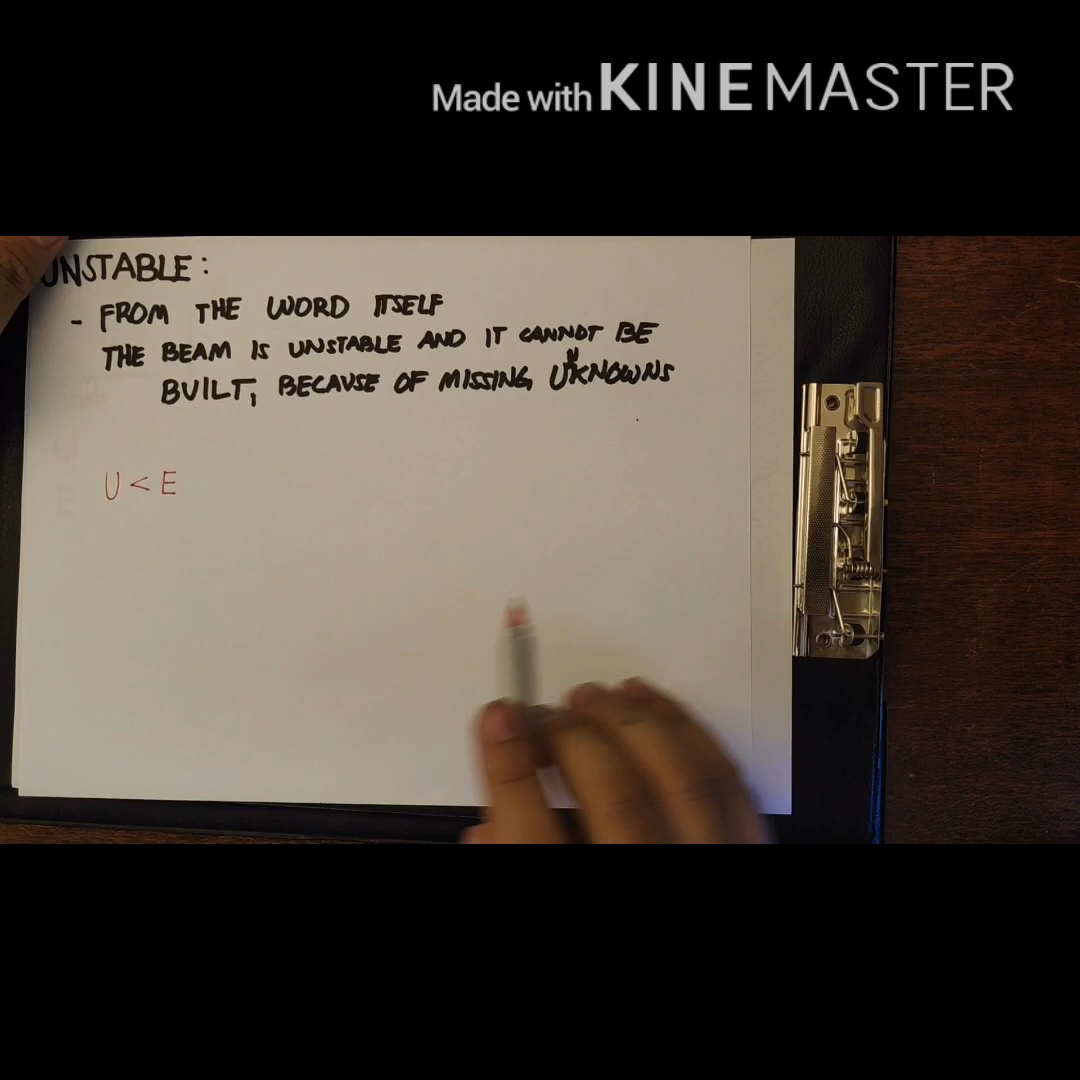 Made with KINEMASTER
UNSTABLE:
- FROM THE WORD ITSELF
THE BEAM IS UNSTABLE AND IT CANNOT BE
BUILT, BECAUSE OF MISSING UNKNOWNS
U < E